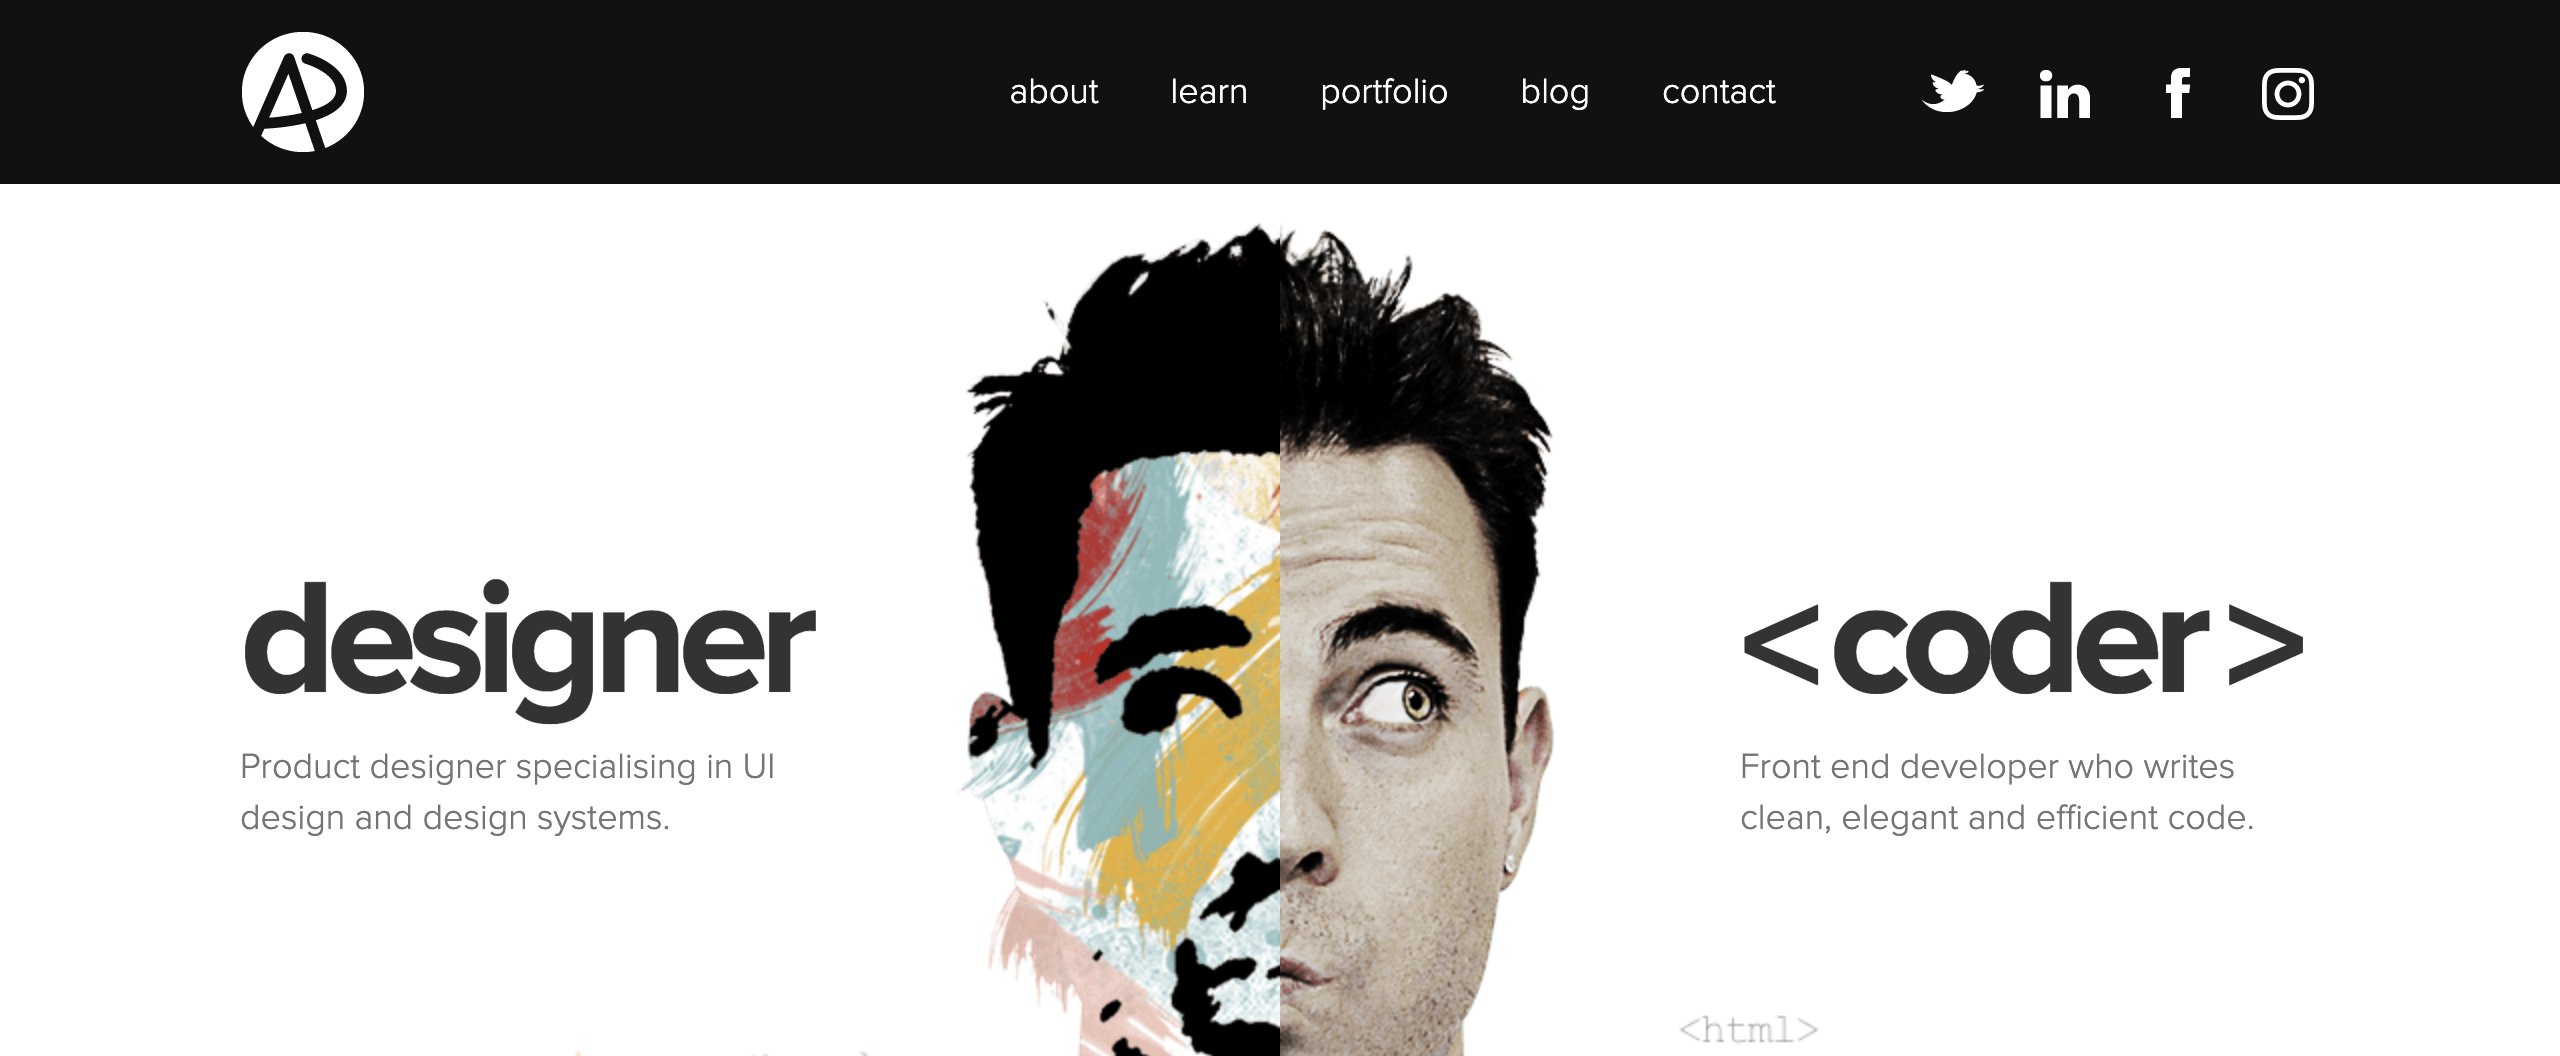 about learn portfolio blog contact
designer
Product designer specialising in UI
design and design systems.
<coder>
Front end developer who writes
clean, elegant and efficient code.
<html>